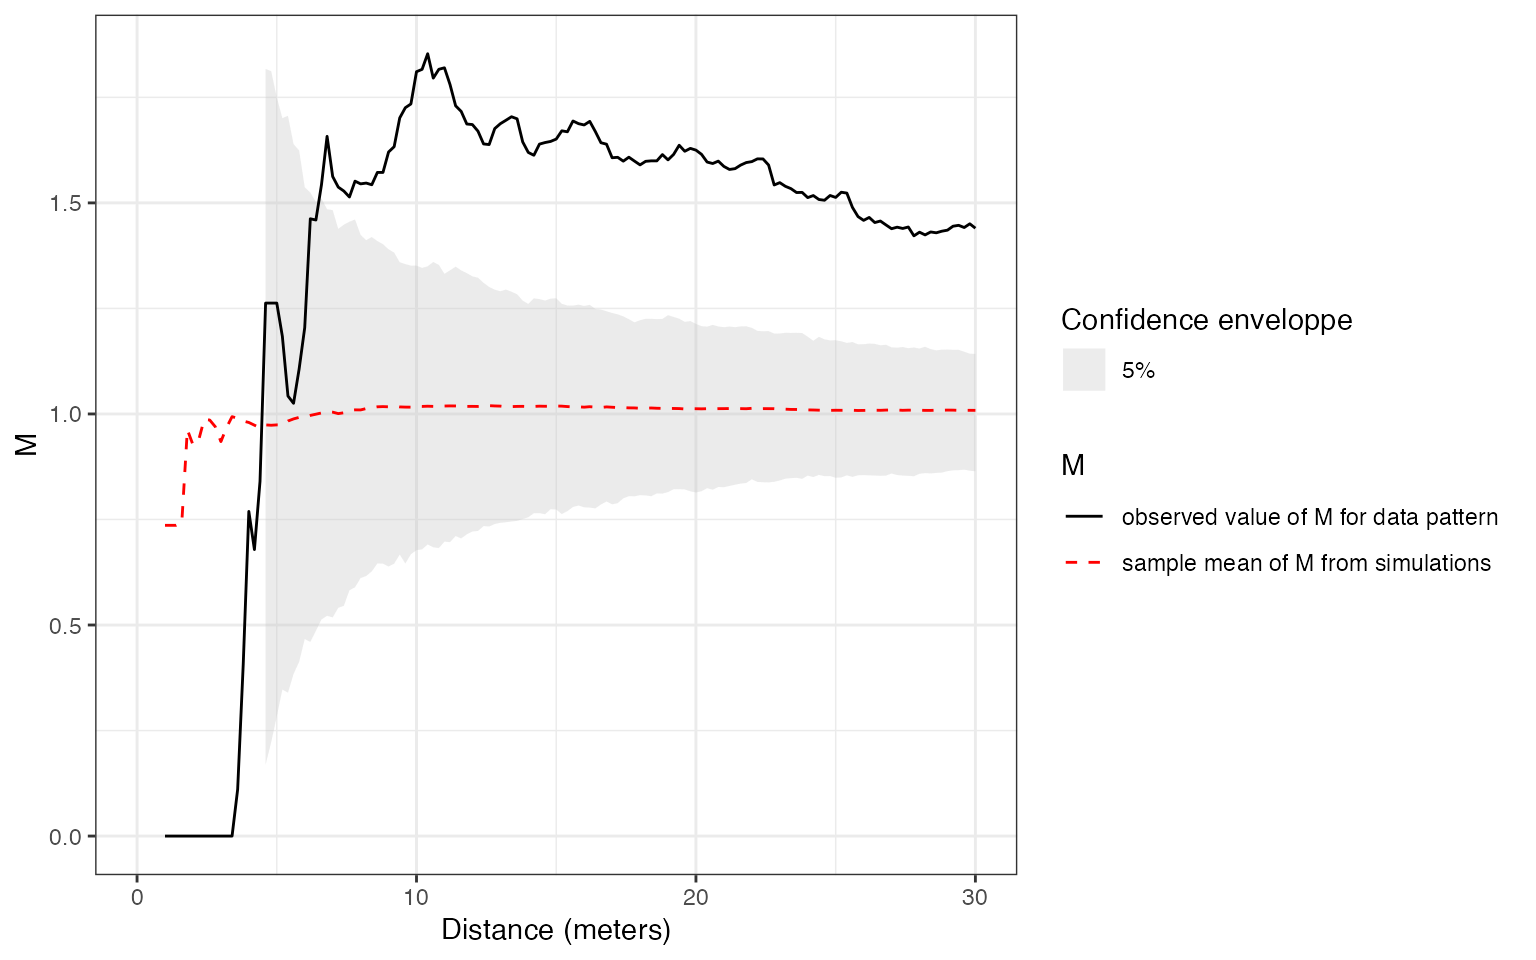 1.5
1.0
0.5
0.0
M
0
10
20
30
Distance (meters)
Confidence enveloppe
5%
M
observed value of M for data pattern
sample mean of M from simulations